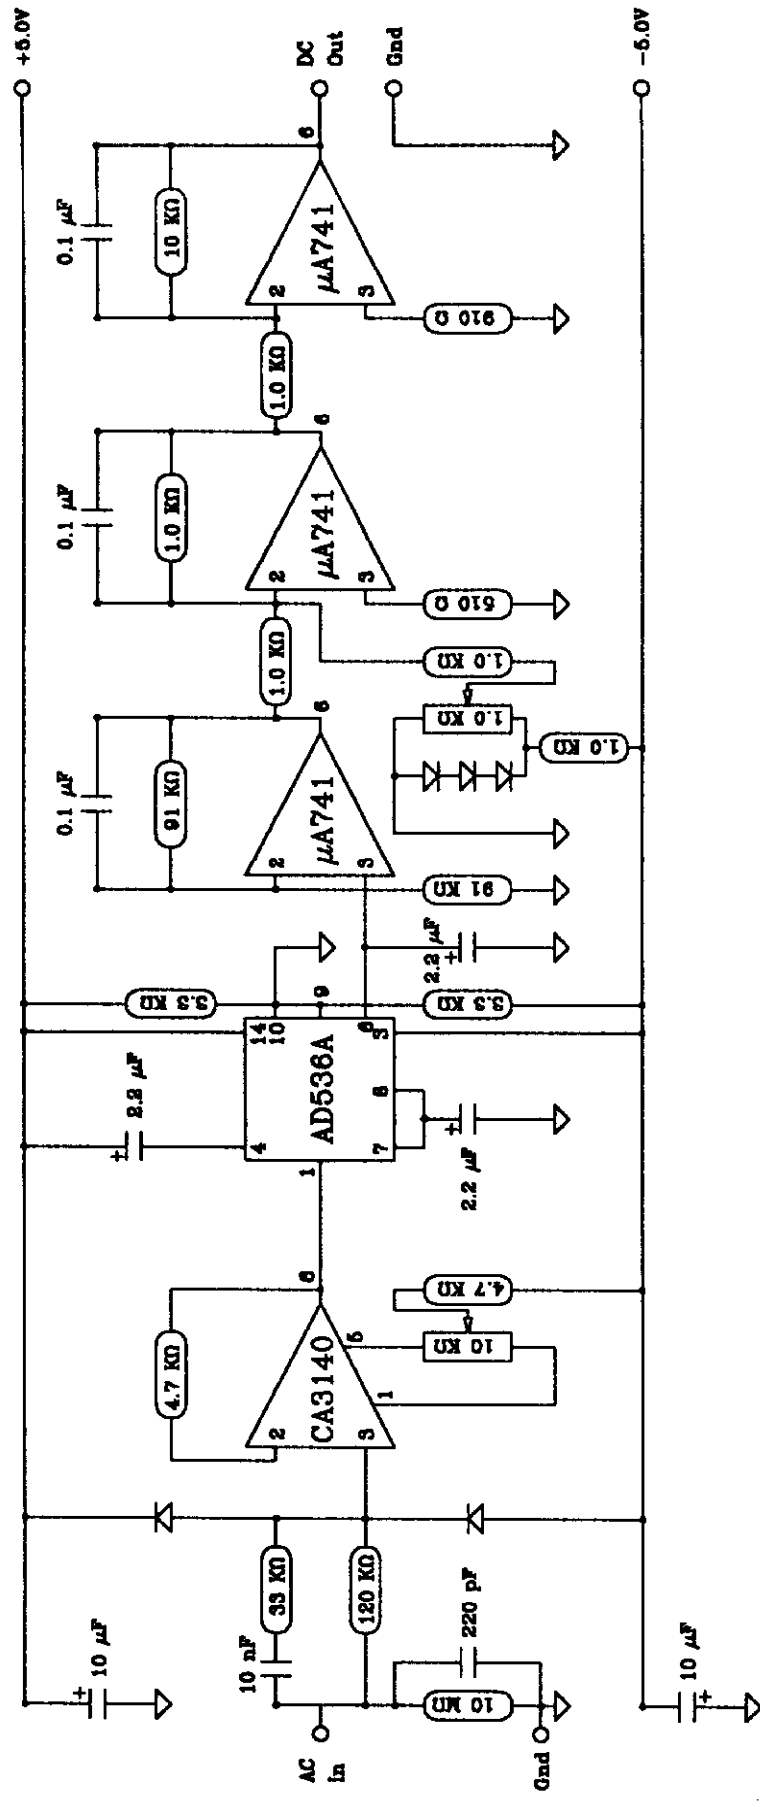 +5.0V
DC
Out
Gnd
-5.0V
6
0.1 μF
10 KΩ
μA741
2
3
910 Ω
1.0 KΩ
6
0.1 μF
1.0 KΩ
μA741
2
3
510 Ω
1.0 KΩ
1.0 KΩ
1.0 KΩ
1.0 KΩ
6
0.1 μF
91 KΩ
μA741
2
3
91 KΩ
2.2 μF
+
3.3 KΩ
3.3 KΩ
14
10
9
6
AD536A
4
1
7
8
2.2 μF
+
2.2 μF
+
6
4.7 KΩ
CA3140
2
3
5
1
4.7 KΩ
10 KΩ
33 KΩ
120 KΩ
10 nF
220 pF
10 MΩ
10 μF
+
10 μF
+
AC
in
Gnd